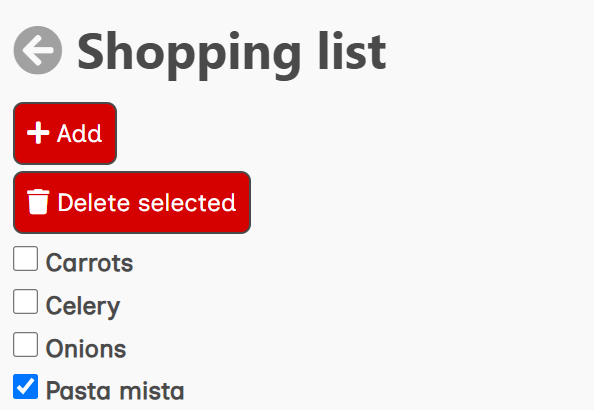 Shopping list
Add
Delete selected
Carrots
Celery
Onions
Pasta mista